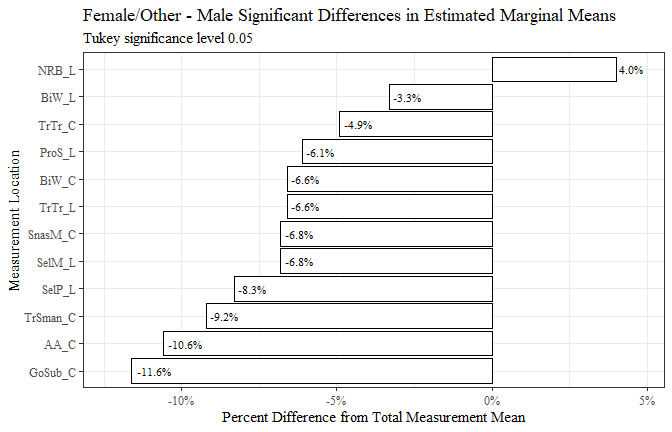 Female/Other - Male Significant Differences in Estimated Marginal Means
Tukey significance level 0.05
Measurement Location
NRB_L 4.0%
BiW_L -3.3%
TrTr_C -4.9%
ProS_L -6.1%
BiW_C -6.6%
TrTr_L -6.6%
SnasM_C -6.8%
SelM_L -6.8%
SelP_L -8.3%
TrSman_C -9.2%
AA_C -10.6%
GoSub_C -11.6%
-10% -5% 0% 5%
Percent Difference from Total Measurement Mean